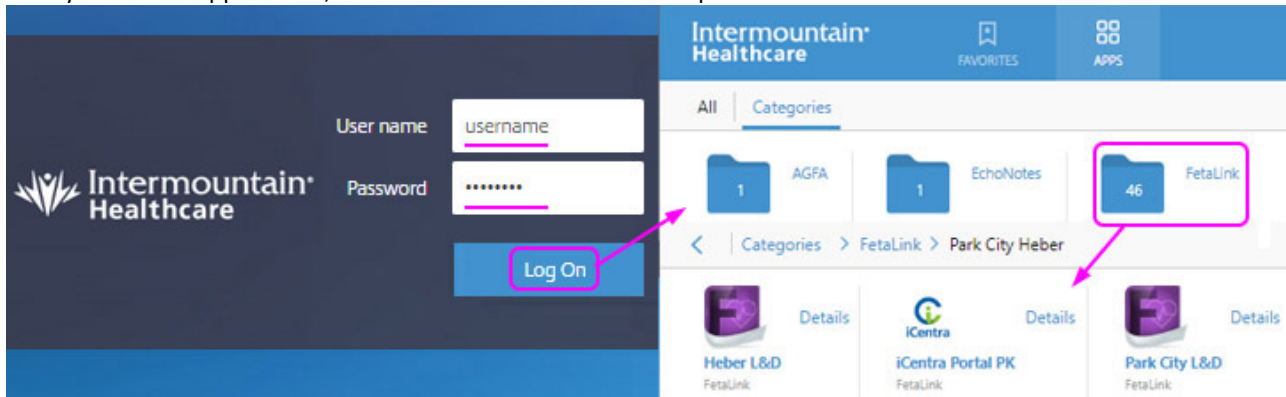 User name
username
Password
••••••••
Intermountain®
Healthcare
Log On
Intermountain®
Healthcare
FAVORITES
APPS
All
Categories
1
AGFA
1
EchoNotes
46
FetaLink
Categories > FetaLink > Park City Heber
Details
iCentra
Details
Details
Heber L&D
iCentra Portal PK
Park City L&D
FetaLink
FetaLink
FetaLink